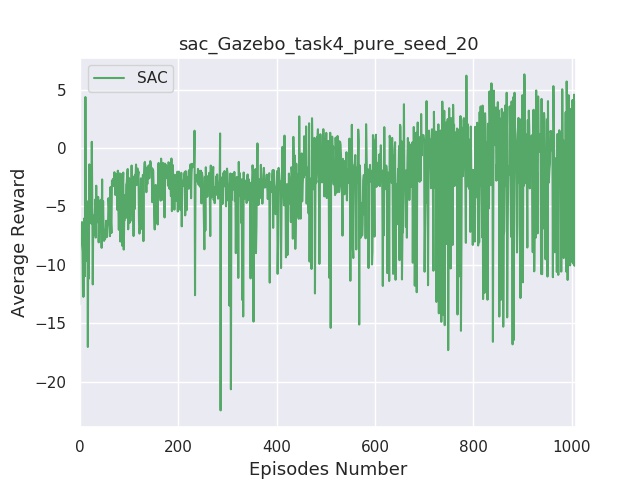 sac_Gazebo_task4_pure_seed_20
SAC
5
0
−5
−10
−15
−20
Average Reward
0 200 400 600 800 1000
Episodes Number